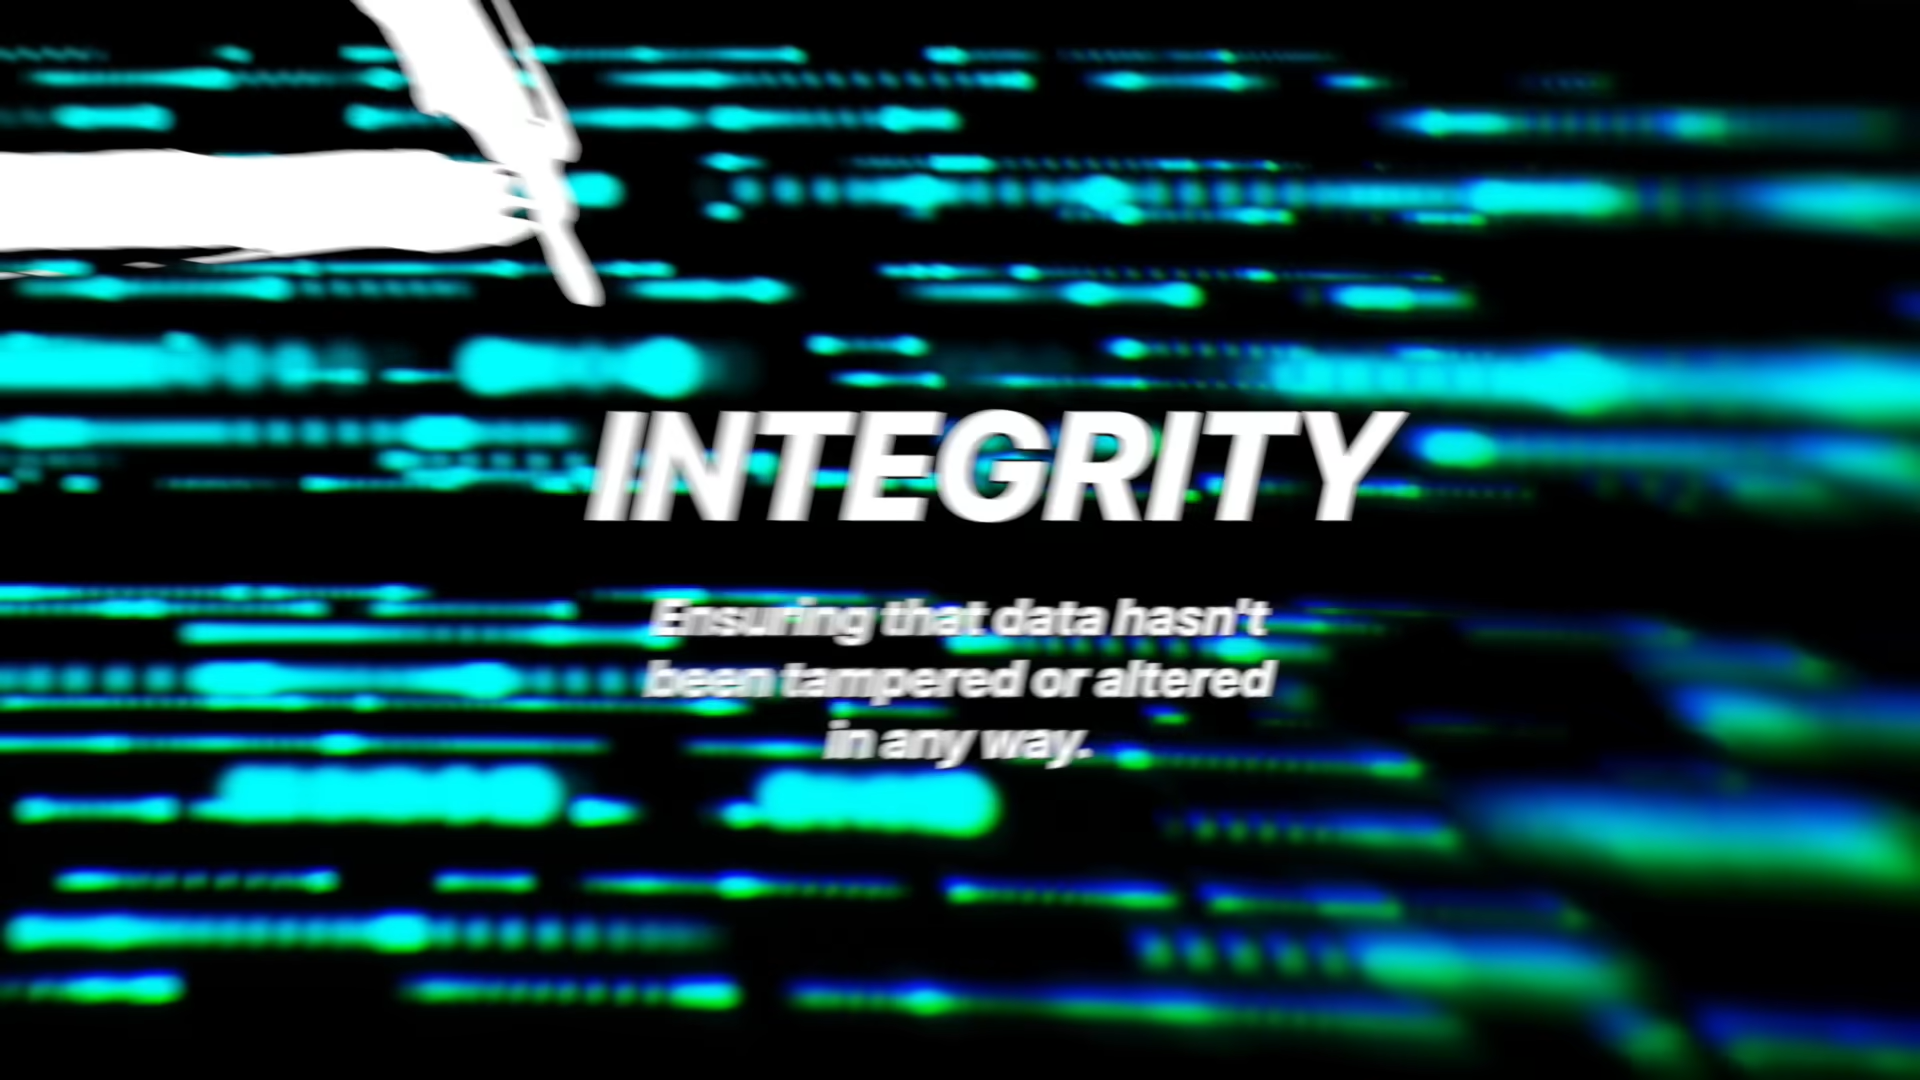 INTEGRITY
Ensuring that data hasn't
been tampered or altered
in any way.